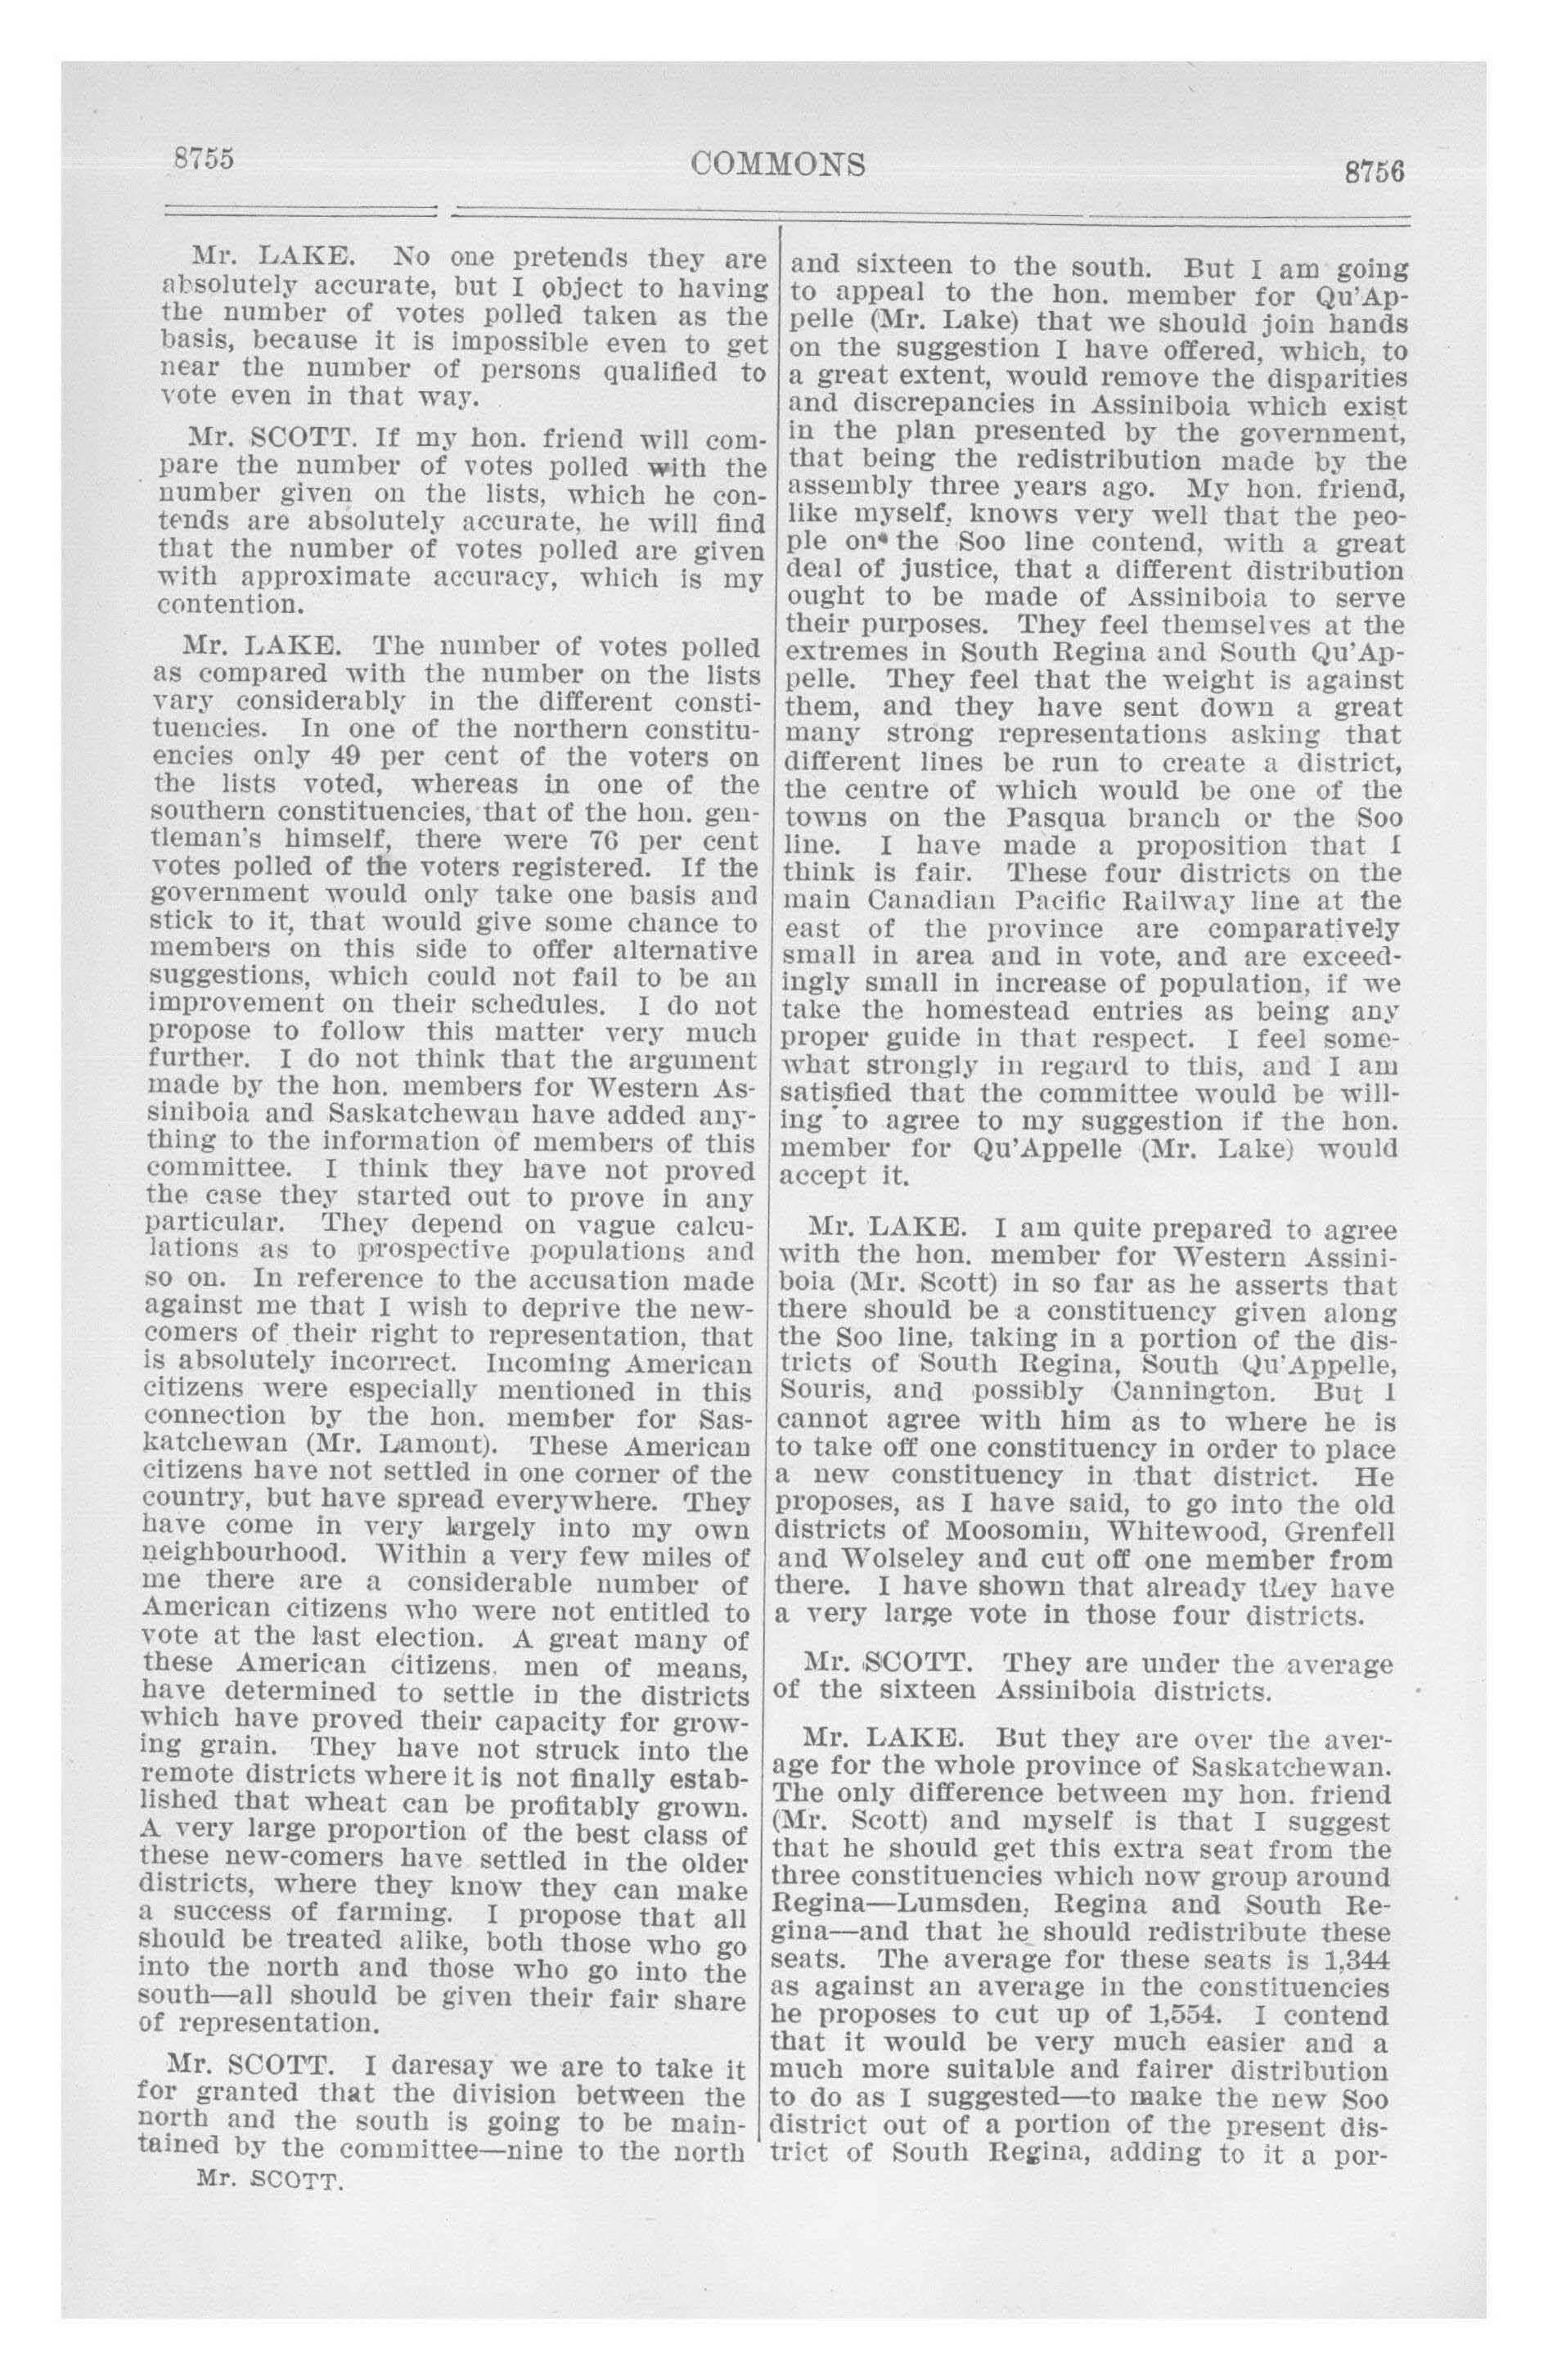 8755
COMMONS
8756
Mr. LAKE. No one pretends they are
absolutely accurate, but I object to having
the number of votes polled taken as the
basis, because it is impossible even to get
near the number of persons qualified to
vote even in that way.
Mr. SCOTT. If my hon. friend will com-
pare the number of votes polled with the
number given on the lists, which he con-
tends are absolutely accurate, he will find
that the number of votes polled are given
with approximate accuracy, which is my
contention.
Mr. LAKE. The number of votes polled
as compared with the number on the lists
vary considerably in the different consti-
tuencies. In one of the northern constitu-
encies only 49 per cent of the voters on
the lists voted, whereas in one of the
southern constituencies, that of the hon. gen-
tleman's himself, there were 76 per cent
votes polled of the voters registered. If the
government would only take one basis and
stick to it, that would give some chance to
members on this side to offer alternative
suggestions, which could not fail to be an
improvement on their schedules. I do not
propose to follow this matter very much
further. I do not think that the argument
made by the hon. members for Western As-
siniboia and Saskatchewan have added any-
thing to the information of members of this
committee. I think they have not proved
the case they started out to prove in any
particular. They depend on vague calcu-
lations as to prospective populations and
so on. In reference to the accusation made
against me that I wish to deprive the new-
comers of their right to representation, that
is absolutely incorrect. Incoming American
citizens were especially mentioned in this
connection by the hon. member for Sas-
katchewan (Mr. Lamont). These American
citizens have not settled in one corner of the
country, but have spread everywhere. They
have come in very largely into my own
neighbourhood. Within a very few miles of
me there are a considerable number of
American citizens who were not entitled to
vote at the last election. A great many of
these American citizens, men of means,
have determined to settle in the districts
which have proved their capacity for grow-
ing grain. They have not struck into the
remote districts where it is not finally estab-
lished that wheat can be profitably grown.
A very large proportion of the best class of
these new-comers have settled in the older
districts, where they know they can make
a success of farming. I propose that all
should be treated alike, both those who go
into the north and those who go into the
south—all should be given their fair share
of representation.
Mr. SCOTT. I daresay we are to take it
for granted that the division between the
north and the south is going to be main-
tained by the committee—nine to the north
Mr. SCOTT.
and sixteen to the south. But I am going
to appeal to the hon. member for Qu'Ap-
pelle (Mr. Lake) that we should join hands
on the suggestion I have offered, which, to
a great extent, would remove the disparities
and discrepancies in Assiniboia which exist
in the plan presented by the government,
that being the redistribution made by the
assembly three years ago. My hon. friend,
like myself, knows very well that the peo-
ple on the Soo line contend, with a great
deal of justice, that a different distribution
ought to be made of Assiniboia to serve
their purposes. They feel themselves at the
extremes in South Regina and South Qu'Ap-
pelle. They feel that the weight is against
them, and they have sent down a great
many strong representations asking that
different lines be run to create a district,
the centre of which would be one of the
towns on the Pasqua branch or the Soo
line. I have made a proposition that I
think is fair. These four districts on the
main Canadian Pacific Railway line at the
east of the province are comparatively
small in area and in vote, and are exceed-
ingly small in increase of population, if we
take the homestead entries as being any
proper guide in that respect. I feel some-
what strongly in regard to this, and I am
satisfied that the committee would be will-
ing to agree to my suggestion if the hon.
member for Qu'Appelle (Mr. Lake) would
accept it.
Mr. LAKE. I am quite prepared to agree
with the hon. member for Western Assini-
boia (Mr. Scott) in so far as he asserts that
there should be a constituency given along
the Soo line, taking in a portion of the dis-
tricts of South Regina, South Qu'Appelle,
Souris, and possibly Cannington. But I
cannot agree with him as to where he is
to take off one constituency in order to place
a new constituency in that district. He
proposes, as I have said, to go into the old
districts of Moosomin, Whitewood, Grenfell
and Wolseley and cut off one member from
there. I have shown that already they have
a very large vote in those four districts.
Mr. SCOTT. They are under the average
of the sixteen Assiniboia districts.
Mr. LAKE. But they are over the aver-
age for the whole province of Saskatchewan.
The only difference between my hon. friend
(Mr. Scott) and myself is that I suggest
that he should get this extra seat from the
three constituencies which now group around
Regina—Lumsden, Regina and South Re-
gina—and that he should redistribute these
seats. The average for these seats is 1,344
as against an average in the constituencies
he proposes to cut up of 1,554. I contend
that it would be very much easier and a
much more suitable and fairer distribution
to do as I suggested—to make the new Soo
district out of a portion of the present dis-
trict of South Regina, adding to it a por-